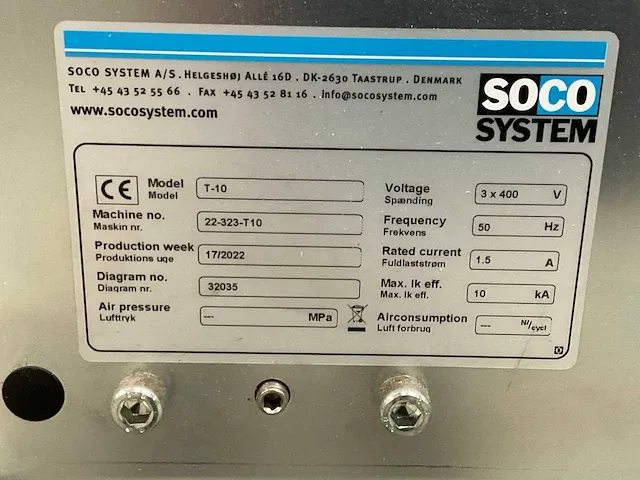 SOCO SYSTEM A/S. HELGESHØJ ALLÉ 16D . DK-2630 TAASTRUP . DENMARK
TEL +45 43 52 55 66 . FAX +45 43 52 81 16 . Info@socosystem.com
www.socosystem.com
SOCO
SYSTEM
CE
Model
Model
T-10
Machine no.
Maskin nr.
22-323-T10
Production week
Produktions uge
17/2022
Diagram no.
Diagram nr.
32035
Air pressure
Lufttryk
--- MPa
Voltage
Spænding
3 x 400 V
Frequency
Frekvens
50 Hz
Rated current
Fuldlaststrøm
1.5 A
Max. Ik eff.
Max. Ik eff.
10 kA
Airconsumption
Luft forbrug
--- Nl/cycl